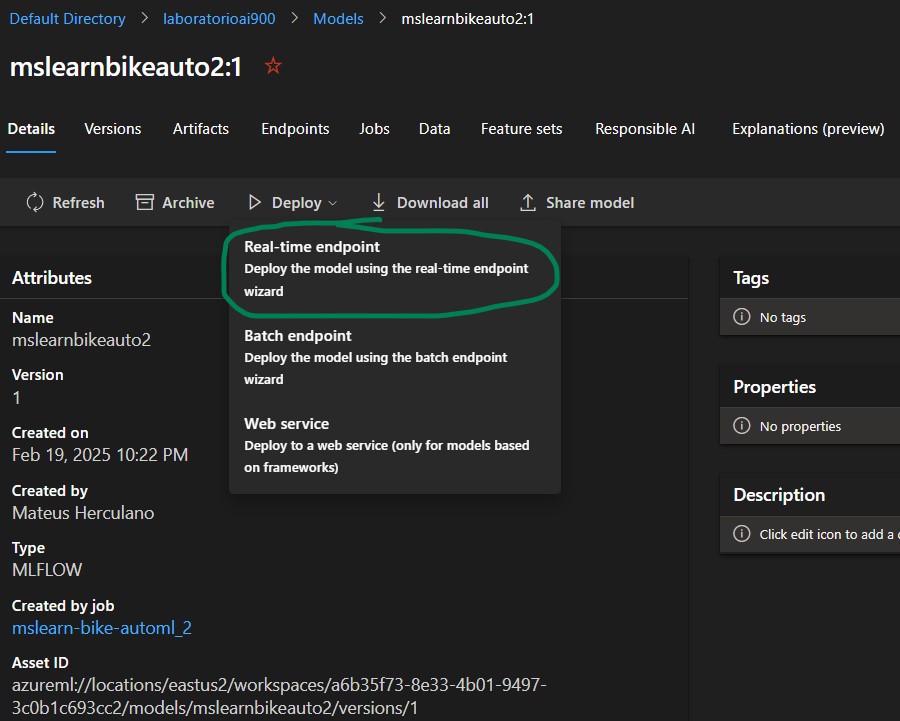 Default Directory > laboratorioai900 > Models > mslearnbikeauto2:1
mslearnbikeauto2:1
Details Versions Artifacts Endpoints Jobs Data Feature sets Responsible AI Explanations (preview)
Refresh Archive Deploy Download all Share model
Real-time endpoint
Deploy the model using the real-time endpoint
wizard
Batch endpoint
Deploy the model using the batch endpoint
wizard
Web service
Deploy to a web service (only for models based
on frameworks)
Attributes
Name
mslearnbikeauto2
Version
1
Created on
Feb 19, 2025 10:22 PM
Created by
Mateus Herculano
Type
MLFLOW
Created by job
mslearn-bike-automl_2
Asset ID
azureml://locations/eastus2/workspaces/a6b35f73-8e33-4b01-9497-
3c0b1c693cc2/models/mslearnbikeauto2/versions/1
Tags
No tags
Properties
No properties
Description
Click edit icon to add a